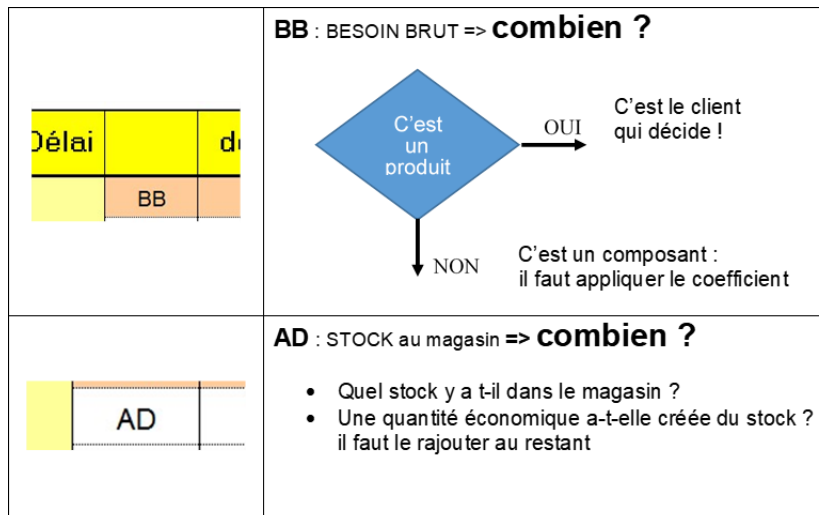 BB : BESOIN BRUT => combien ?
Délai
BB
C'est
un
produit
OUI
C'est le client
qui décide !
NON
C'est un composant :
il faut appliquer le coefficient
AD : STOCK au magasin => combien ?
AD
• Quel stock y a t-il dans le magasin ?
• Une quantité économique a-t-elle créée du stock ?
il faut le rajouter au restant